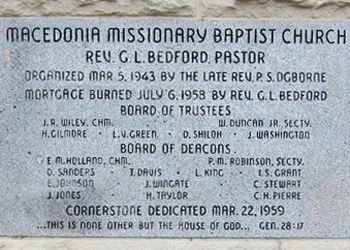 MACEDONIA MISSIONARY BAPTIST CHURCH
REV. G.L. BEDFORD, PASTOR
ORGANIZED MAR. 5, 1943 BY THE LATE REV. P.S. OGBORNE
MORTGAGE BURNED JULY 6, 1958 BY REV. G.L. BEDFORD
BOARD OF TRUSTEES
J.R. WILEY, CHM. · W. DUNCAN JR. SECTY.
H. GILMORE · L.V. GREEN · D. SHILOH · J. WASHINGTON
BOARD OF DEACONS
E.M. HOLLAND, CHM. P.M. ROBINSON, SECTY.
D. SANDERS · T. DAVIS · L. KING · I.S. GRANT
E. JOHNSON · J. WINGATE · C. STEWART
J. JONES · H. TAYLOR · C.H. PIERRE
CORNERSTONE DEDICATED MAR. 22, 1959
...THIS IS NONE OTHER BUT THE HOUSE OF GOD... GEN. 28:17